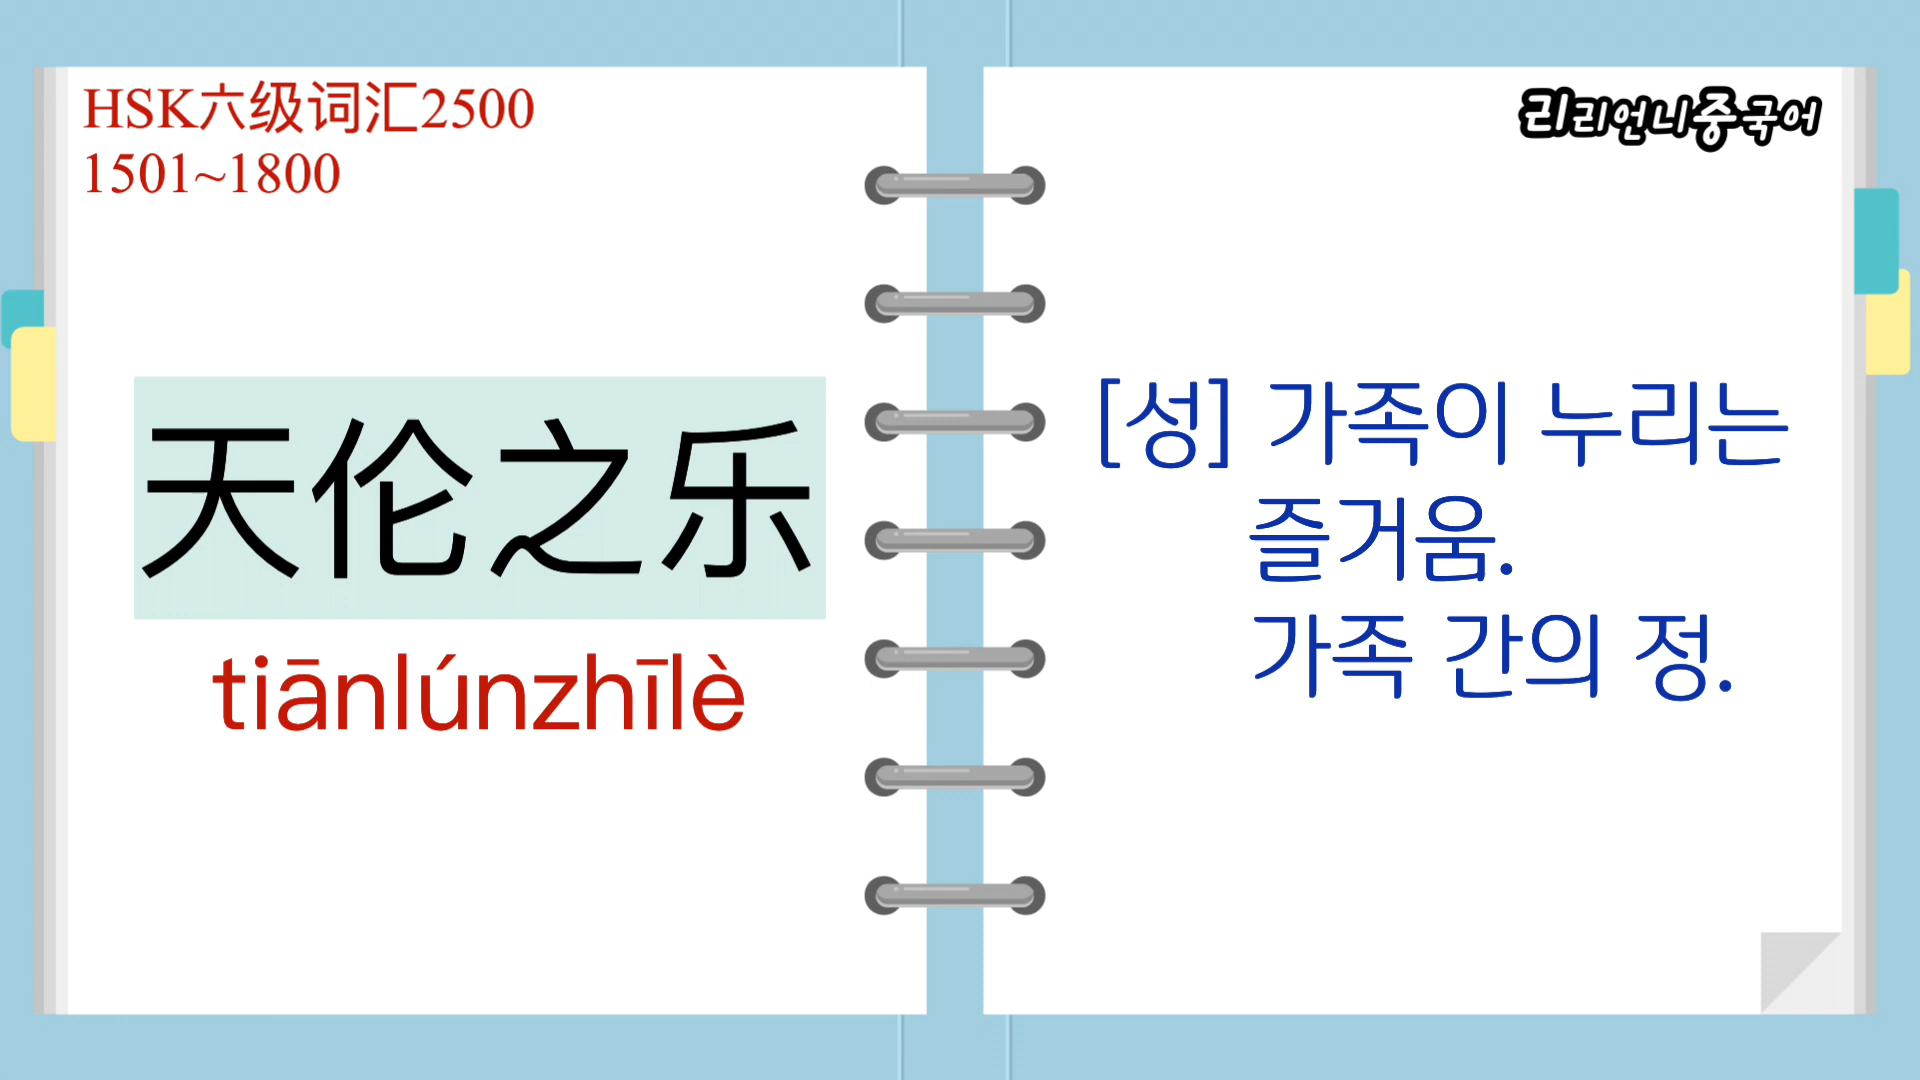 HSK六级词汇2500
1501~1800
天伦之乐
tiānlúnzhīlè
리리언니중국어
[성] 가족이 누리는
즐거움.
가족 간의 정.